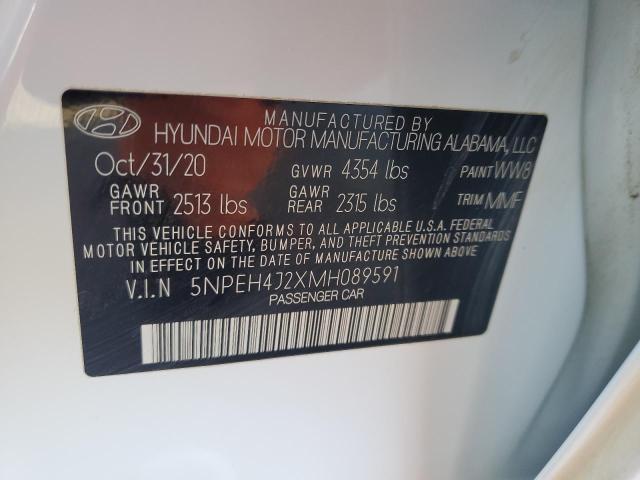 MANUFACTURED BY
HYUNDAI MOTOR MANUFACTURING ALABAMA, LLC
Oct/31/20 GVWR 4354 lbs PAINT WW8
GAWR FRONT 2513 lbs GAWR REAR 2315 lbs TRIM MMF
THIS VEHICLE CONFORMS TO ALL APPLICABLE U.S.A. FEDERAL
MOTOR VEHICLE SAFETY, BUMPER, AND THEFT PREVENTION STANDARDS
IN EFFECT ON THE DATE OF MANUFACTURE SHOWN ABOVE.
V.I.N 5NPEH4J2XMH089591
PASSENGER CAR